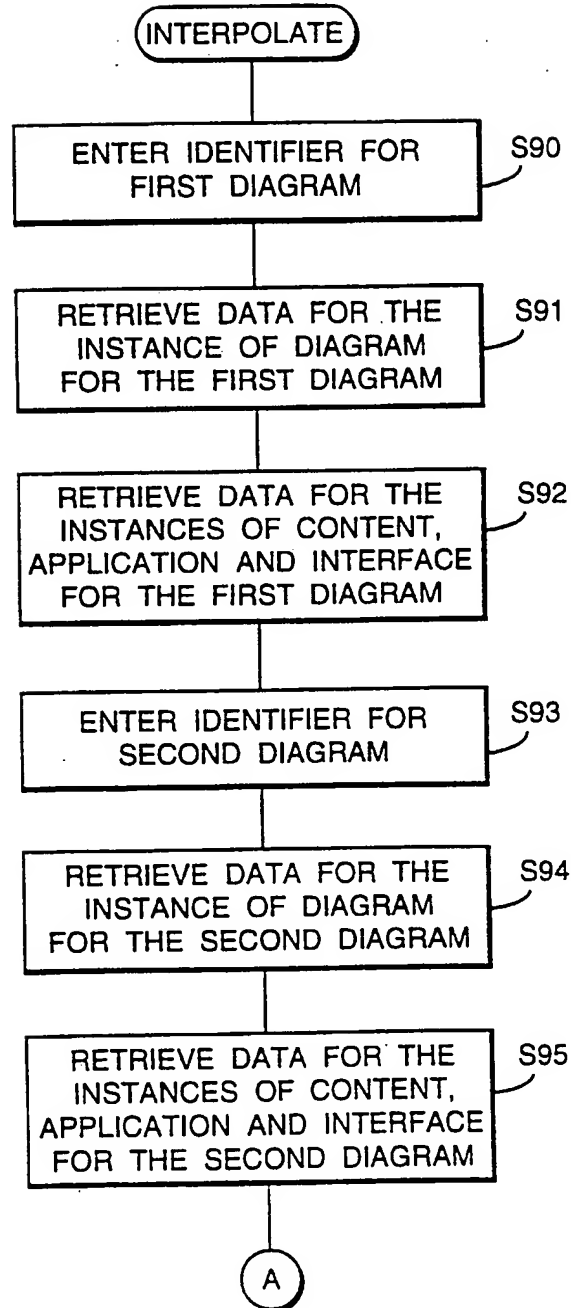 INTERPOLATE
ENTER IDENTIFIER FOR
FIRST DIAGRAM
S90
RETRIEVE DATA FOR THE
INSTANCE OF DIAGRAM
FOR THE FIRST DIAGRAM
S91
RETRIEVE DATA FOR THE
INSTANCES OF CONTENT,
APPLICATION AND INTERFACE
FOR THE FIRST DIAGRAM
S92
ENTER IDENTIFIER FOR
SECOND DIAGRAM
S93
RETRIEVE DATA FOR THE
INSTANCE OF DIAGRAM
FOR THE SECOND DIAGRAM
S94
RETRIEVE DATA FOR THE
INSTANCES OF CONTENT,
APPLICATION AND INTERFACE
FOR THE SECOND DIAGRAM
S95
A